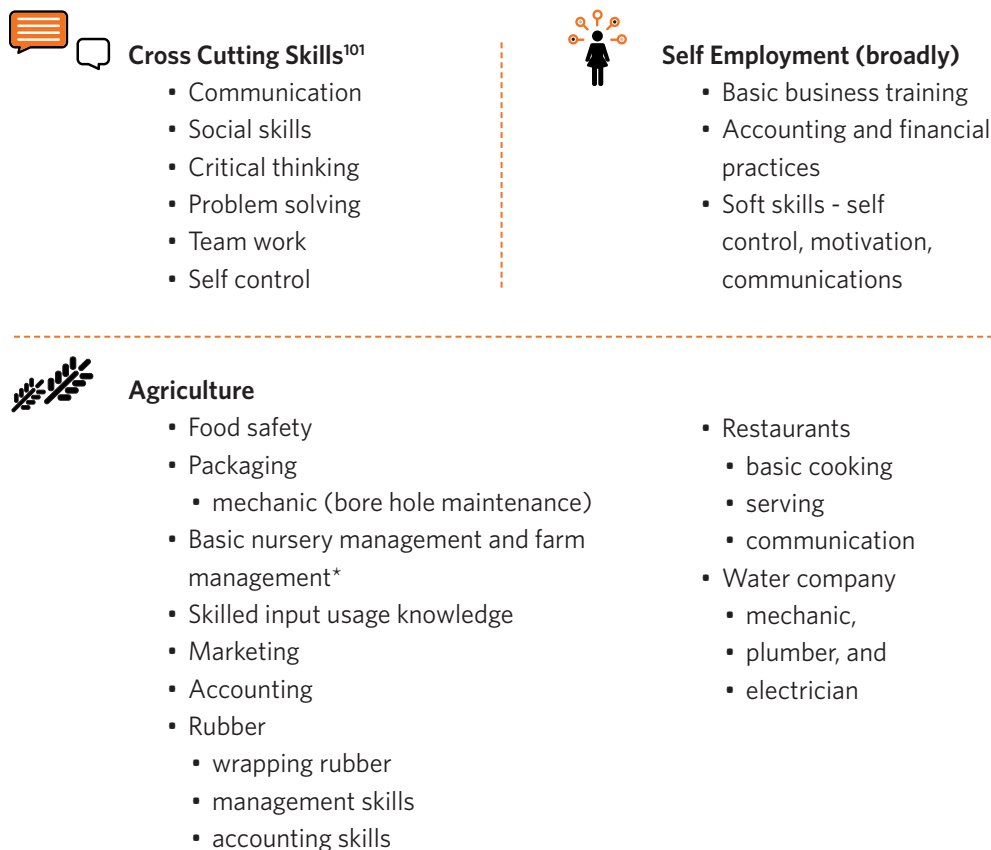 Cross Cutting Skills¹⁰¹
• Communication
• Social skills
• Critical thinking
• Problem solving
• Team work
• Self control
Self Employment (broadly)
• Basic business training
• Accounting and financial
practices
• Soft skills - self
control, motivation,
communications
Agriculture
• Food safety
• Packaging
• mechanic (bore hole maintenance)
• Basic nursery management and farm
management*
• Skilled input usage knowledge
• Marketing
• Accounting
• Rubber
• wrapping rubber
• management skills
• accounting skills
• Restaurants
• basic cooking
• serving
• communication
• Water company
• mechanic,
• plumber, and
• electrician